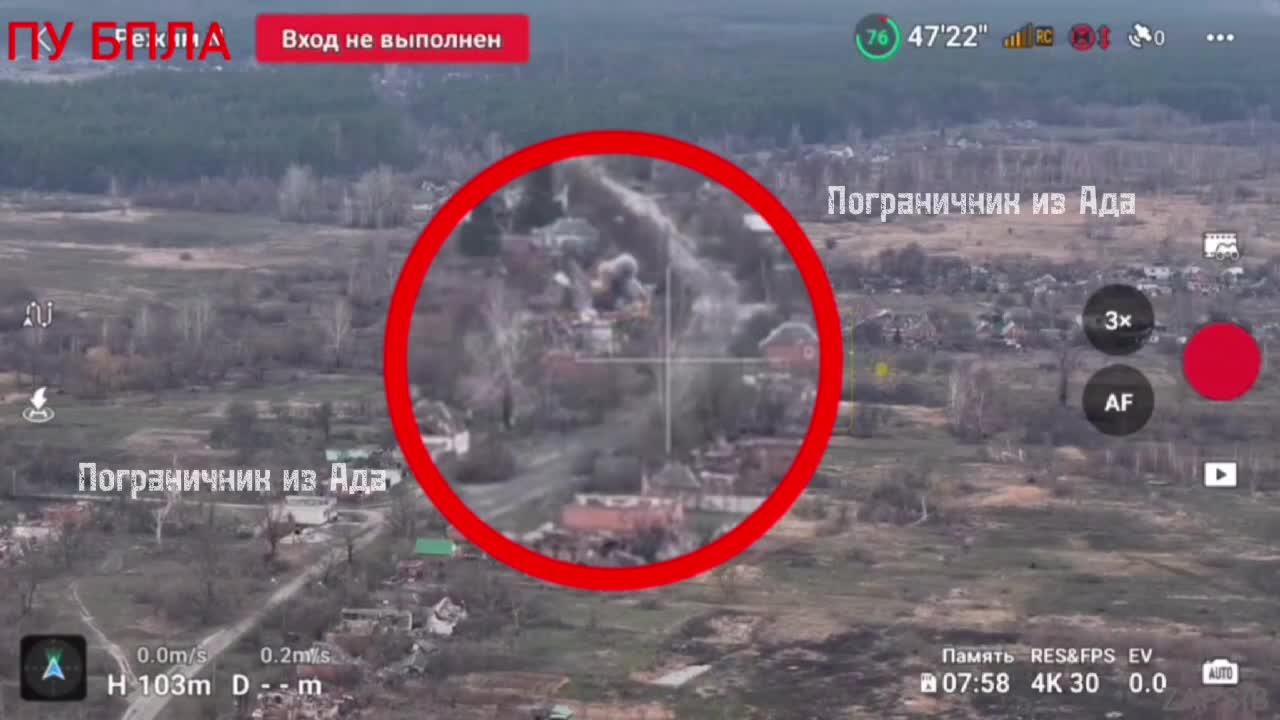 ПУ БПЛА
Вход не выполнен
76
47'22"
RC
0
Пограничник из Ада
3×
AF
Пограничник из Ада
0.0m/s
0.2m/s
H 103m
D - - m
Память
RES&FPS
EV
07:58
4K 30
0.0
AUTO